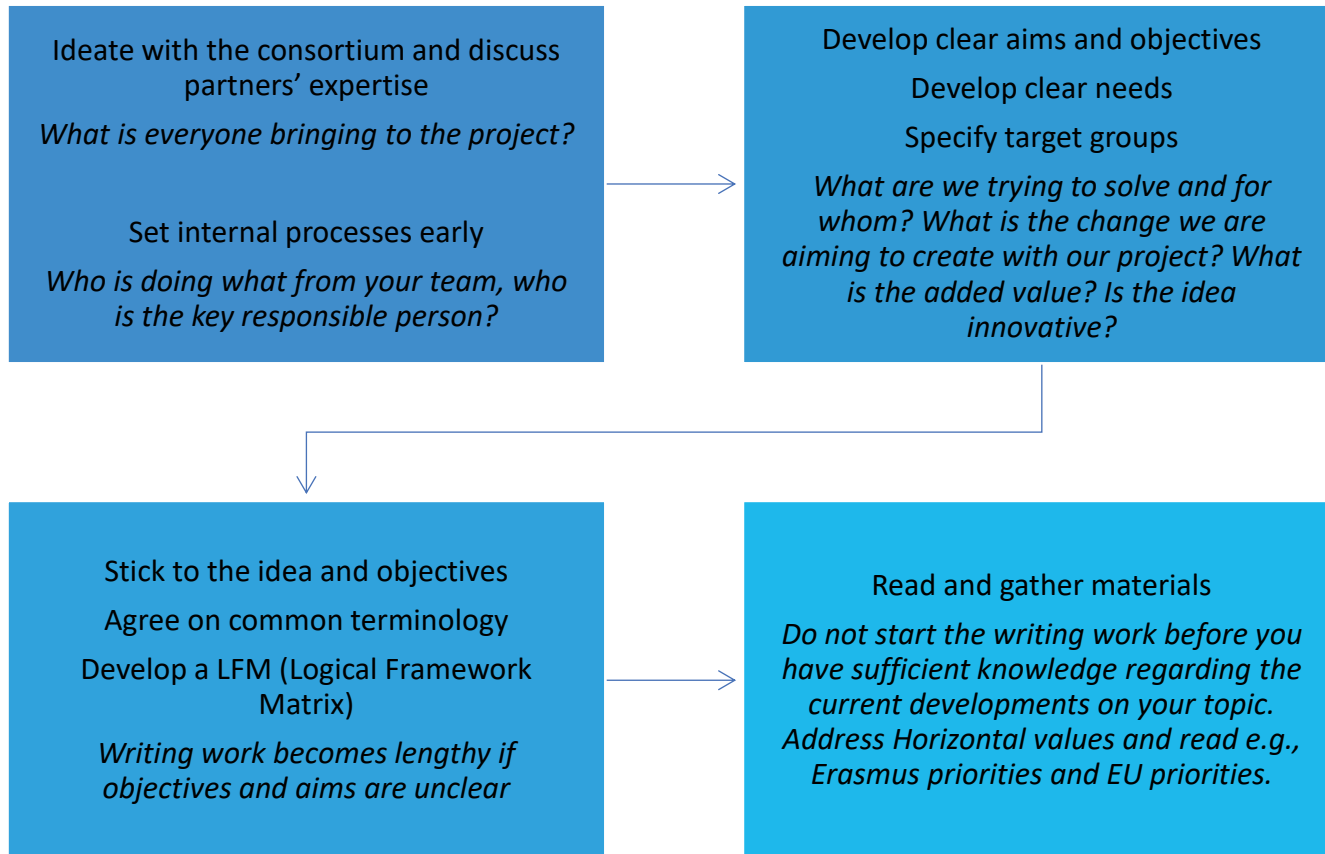 Ideate with the consortium and discuss
partners’ expertise
What is everyone bringing to the project?
Set internal processes early
Who is doing what from your team, who
is the key responsible person?
Develop clear aims and objectives
Develop clear needs
Specify target groups
What are we trying to solve and for
whom? What is the change we are
aiming to create with our project? What
is the added value? Is the idea
innovative?
Stick to the idea and objectives
Agree on common terminology
Develop a LFM (Logical Framework
Matrix)
Writing work becomes lengthy if
objectives and aims are unclear
Read and gather materials
Do not start the writing work before you
have sufficient knowledge regarding the
current developments on your topic.
Address Horizontal values and read e.g.,
Erasmus priorities and EU priorities.